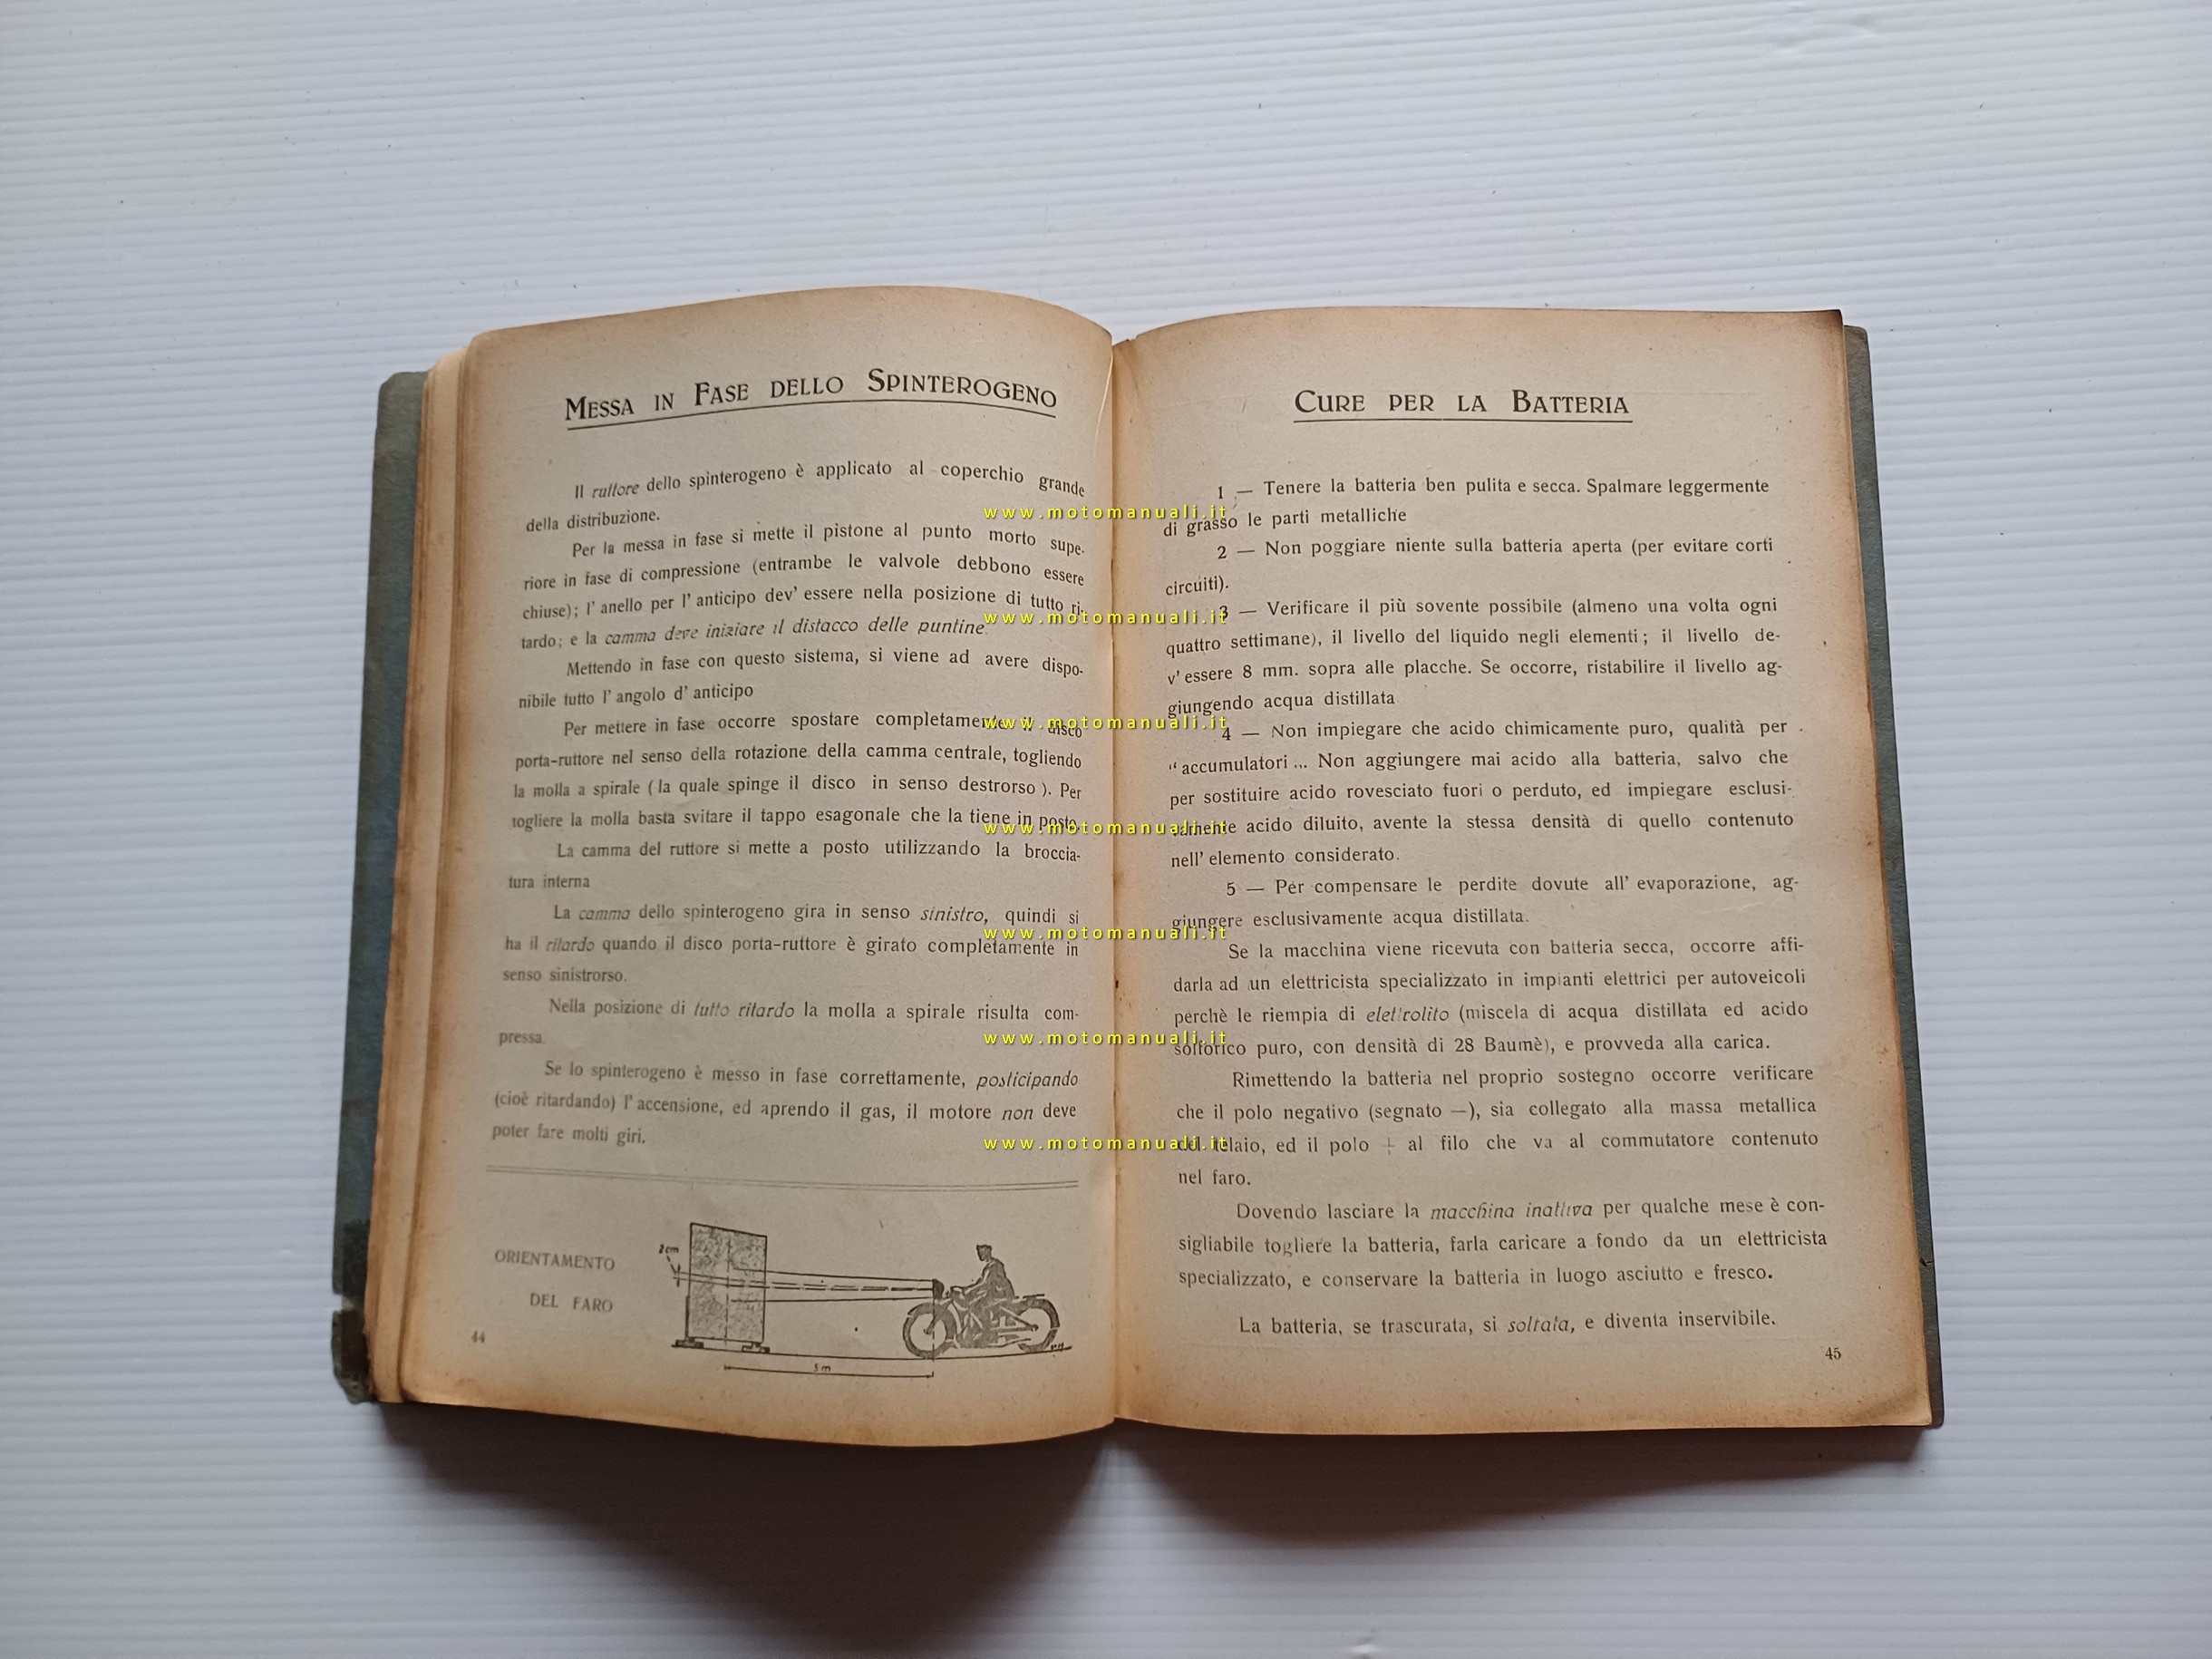 Messa in Fase dello Spinterogeno
Il ruttore dello spinterogeno è applicato al coperchio grande
della distribuzione.
Per la messa in fase si mette il pistone al punto morto supe-
riore in fase di compressione (entrambe le valvole debbono essere
chiuse); l' anello per l' anticipo dev' essere nella posizione di tutto ri-
tardo; e la camma deve iniziare il distacco delle puntine.
Mettendo in fase con questo sistema, si viene ad avere dispo-
nibile tutto l' angolo d' anticipo
Per mettere in fase occorre spostare completamente il disco
porta-ruttore nel senso della rotazione della camma centrale, togliendo
la molla a spirale (la quale spinge il disco in senso destrorso). Per
togliere la molla basta svitare il tappo esagonale che la tiene in posto
La camma del ruttore si mette a posto utilizzando la broccia-
tura interna
La camma dello spinterogeno gira in senso sinistro, quindi si
ha il ritardo quando il disco porta-ruttore è girato completamente in
senso sinistrorso.
Nella posizione di tutto ritardo la molla a spirale risulta com-
pressa.
Se lo spinterogeno è messo in fase correttamente, posticipando
(cioè ritardando) l' accensione, ed aprendo il gas, il motore non deve
poter fare molti giri.
ORIENTAMENTO
DEL FARO
5 m
44
Cure per la Batteria
1 — Tenere la batteria ben pulita e secca. Spalmare leggermente
di grasso le parti metalliche
2 — Non poggiare niente sulla batteria aperta (per evitare corti
circuiti).
3 — Verificare il più sovente possibile (almeno una volta ogni
quattro settimane), il livello del liquido negli elementi; il livello de-
v' essere 8 mm. sopra alle placche. Se occorre, ristabilire il livello ag-
giungendo acqua distillata
4 — Non impiegare che acido chimicamente puro, qualità per
“accumulatori... Non aggiungere mai acido alla batteria, salvo che
per sostituire acido rovesciato fuori o perduto, ed impiegare esclusi-
vamente acido diluito, avente la stessa densità di quello contenuto
nell' elemento considerato.
5 — Per compensare le perdite dovute all' evaporazione, ag-
giungere esclusivamente acqua distillata.
Se la macchina viene ricevuta con batteria secca, occorre affi-
darla ad un elettricista specializzato in impianti elettrici per autoveicoli
perchè le riempia di elettrolito (miscela di acqua distillata ed acido
solforico puro, con densità di 28 Baumè), e provveda alla carica.
Rimettendo la batteria nel proprio sostegno occorre verificare
che il polo negativo (segnato —), sia collegato alla massa metallica
del telaio, ed il polo + al filo che va al commutatore contenuto
nel faro.
Dovendo lasciare la macchina inattiva per qualche mese è con-
sigliabile togliere la batteria, farla caricare a fondo da un elettricista
specializzato, e conservare la batteria in luogo asciutto e fresco.
La batteria, se trascurata, si solfata, e diventa inservibile.
45
www.motomanuali.it
www.motomanuali.it
www.motomanuali.it
www.motomanuali.it
www.motomanuali.it
www.motomanuali.it
www.motomanuali.it